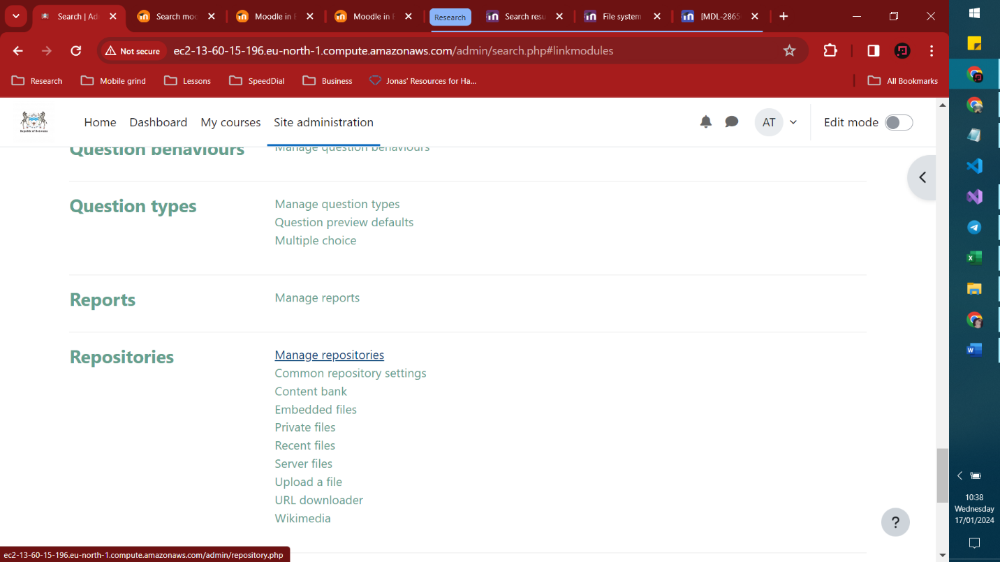 Search | Ad
Search moo
Moodle in E
Moodle in E
Research
Search resu
File system
[MDL-2865
Not secure
ec2-13-60-15-196.eu-north-1.compute.amazonaws.com/admin/search.php#linkmodules
Research
Mobile grind
Lessons
SpeedDial
Business
Jonas' Resources for Ha...
All Bookmarks
Republic of Botswana
Home
Dashboard
My courses
Site administration
AT
Edit mode
Question behaviours
Manage question behaviours
Question types
Manage question types
Question preview defaults
Multiple choice
Reports
Manage reports
Repositories
Manage repositories
Common repository settings
Content bank
Embedded files
Private files
Recent files
Server files
Upload a file
URL downloader
Wikimedia
?
ec2-13-60-15-196.eu-north-1.compute.amazonaws.com/admin/repository.php
10:38
Wednesday
17/01/2024